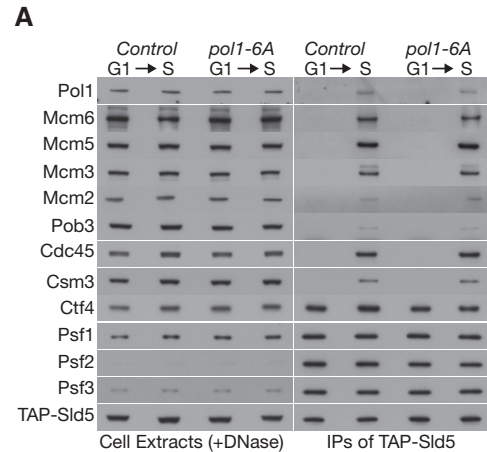 A
Control pol1-6A Control pol1-6A
G1 → S G1 → S G1 → S G1 → S
Pol1
Mcm6
Mcm5
Mcm3
Mcm2
Pob3
Cdc45
Csm3
Ctf4
Psf1
Psf2
Psf3
TAP-Sld5
Cell Extracts (+DNase) IPs of TAP-Sld5